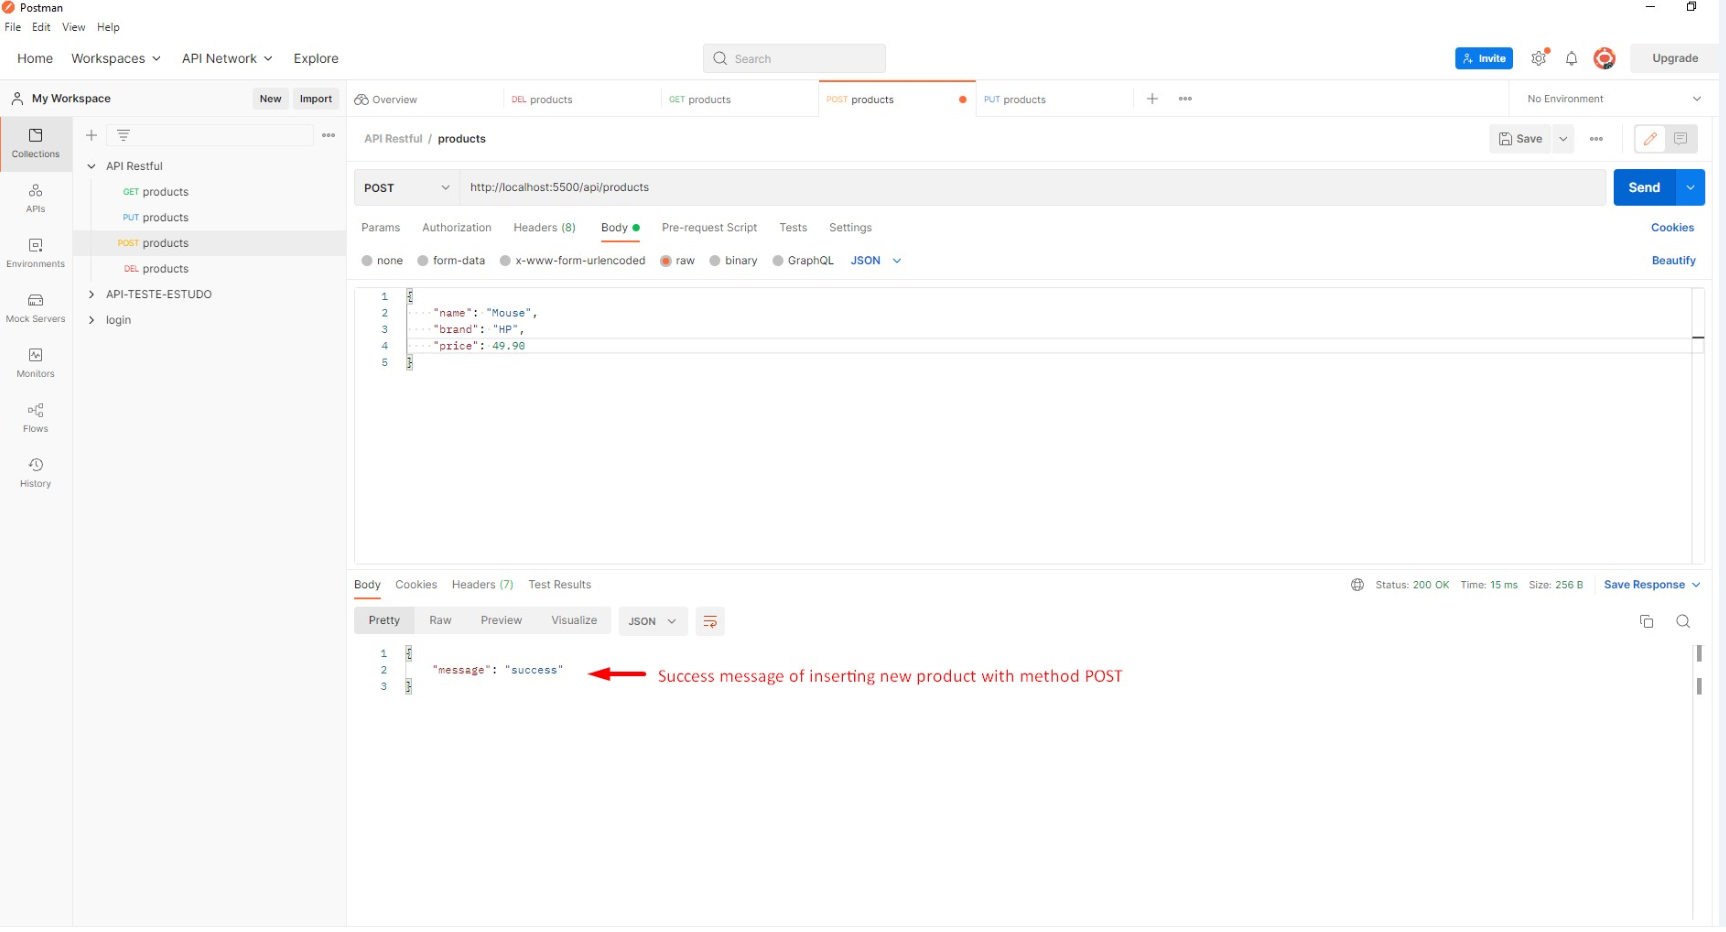 Postman
File Edit View Help
Home Workspaces API Network Explore Search Invite Upgrade
My Workspace New Import Overview DEL products GET products POST products PUT products No Environment
Collections
APIs
Environments
Mock Servers
Monitors
Flows
History
API Restful
GET products
PUT products
POST products
DEL products
API-TESTE-ESTUDO
login
API Restful / products Save
POST http://localhost:5500/api/products Send
Params Authorization Headers (8) Body Pre-request Script Tests Settings Cookies
none form-data x-www-form-urlencoded raw binary GraphQL JSON Beautify
1 {
2 "name": "Mouse",
3 "brand": "HP",
4 "price": 49.90
5 }
Body Cookies Headers (7) Test Results Status: 200 OK Time: 15 ms Size: 256 B Save Response
Pretty Raw Preview Visualize JSON
1 {
2 "message": "success" Success message of inserting new product with method POST
3 }